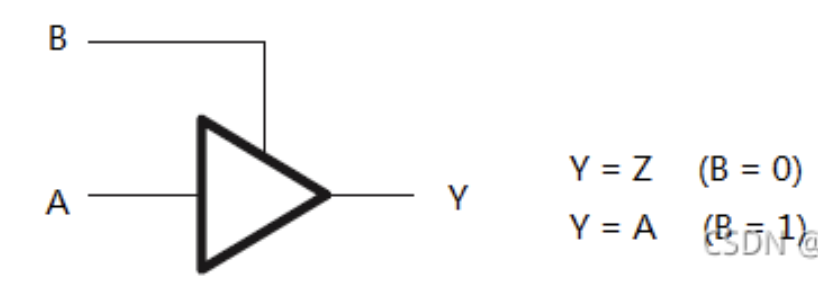 B
A
Y
Y = Z (B = 0)
Y = A (B = 1)
CSDN @